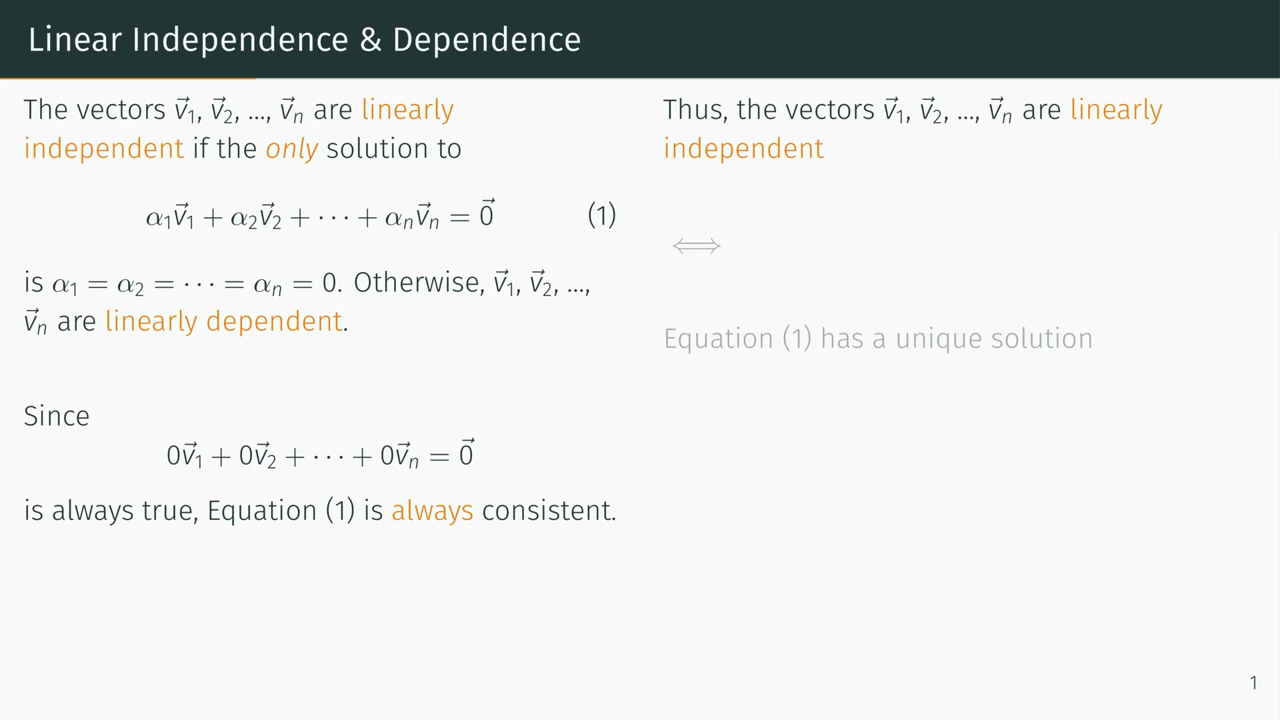 Linear Independence & Dependence
The vectors v⃗₁, v⃗₂, ..., v⃗ₙ are linearly
independent if the only solution to
α₁v⃗₁ + α₂v⃗₂ + ··· + αₙv⃗ₙ = 0⃗ (1)
is α₁ = α₂ = ··· = αₙ = 0. Otherwise, v⃗₁, v⃗₂, ...,
v⃗ₙ are linearly dependent.
Since
0v⃗₁ + 0v⃗₂ + ··· + 0v⃗ₙ = 0⃗
is always true, Equation (1) is always consistent.
Thus, the vectors v⃗₁, v⃗₂, ..., v⃗ₙ are linearly
independent
⟺
Equation (1) has a unique solution
1